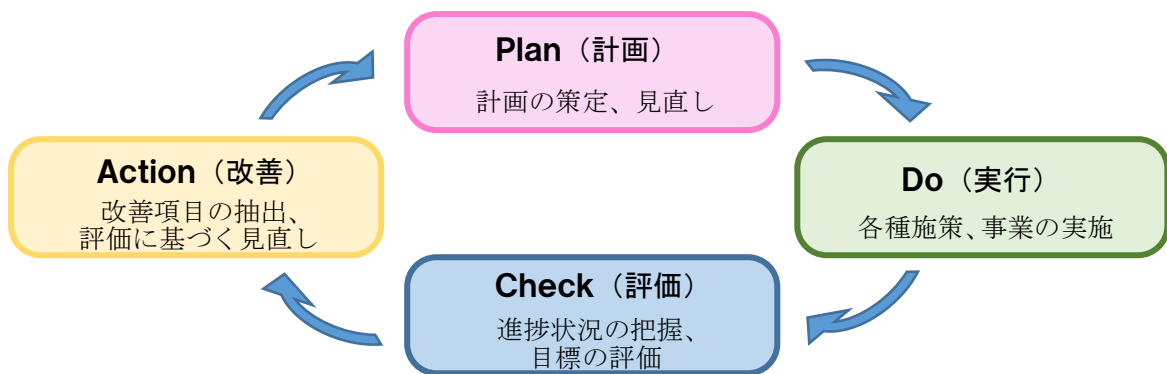 Plan（計画）
計画の策定、見直し
Do（実行）
各種施策、事業の実施
Check（評価）
進捗状況の把握、
目標の評価
Action（改善）
改善項目の抽出、
評価に基づく見直し